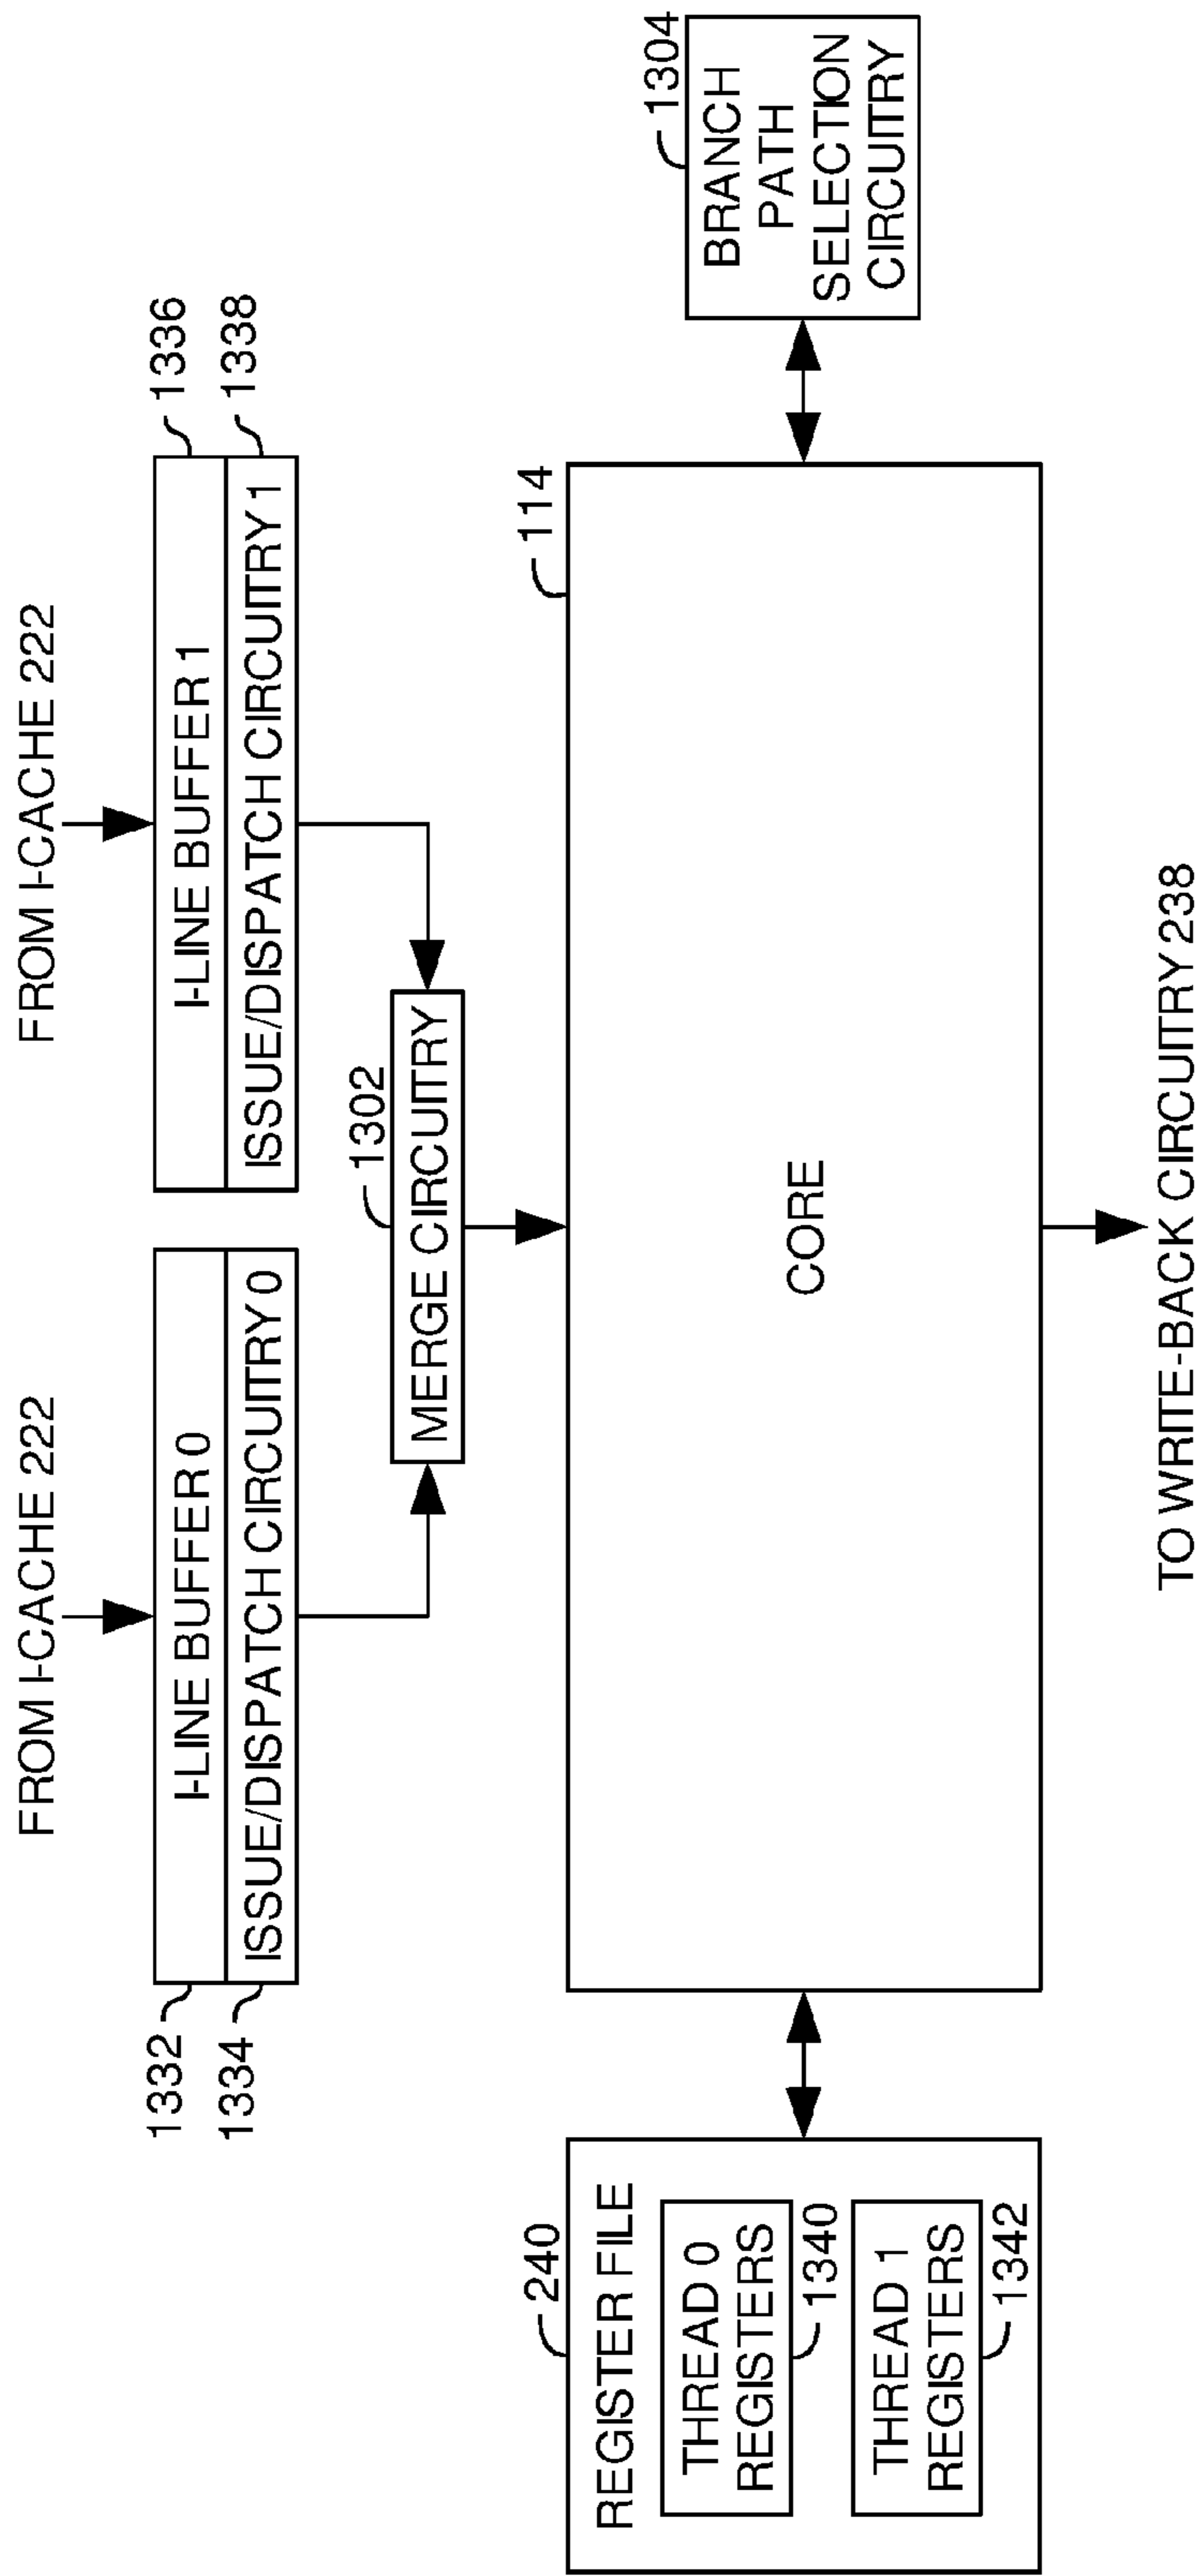 FROM I-CACHE 222
FROM I-CACHE 222
1332
I-LINE BUFFER 0
I-LINE BUFFER 1
1336
1334
ISSUE/DISPATCH CIRCUITRY 0
ISSUE/DISPATCH CIRCUITRY 1
1338
1302
MERGE CIRCUITRY
240
REGISTER FILE
THREAD 0
REGISTERS
1340
THREAD 1
REGISTERS
1342
114
CORE
1304
BRANCH
PATH
SELECTION
CIRCUITRY
TO WRITE-BACK CIRCUITRY 238